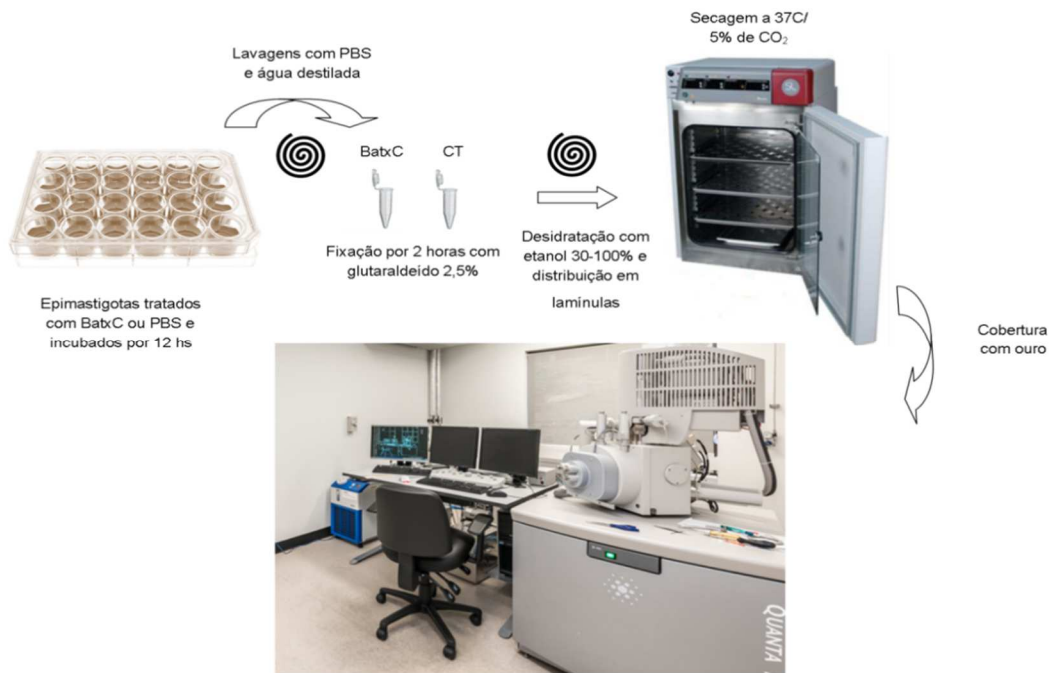 Secagem a 37C/
5% de CO₂
Lavagens com PBS
e água destilada
BatxC
CT
Fixação por 2 horas com
glutaraldeido 2,5%
Desidratação com
etanol 30-100% e
distribuição em
lamínulas
Epimastigotas tratados
com BatxC ou PBS e
incubados por 12 hs
Cobertura
com ouro
QUANTA